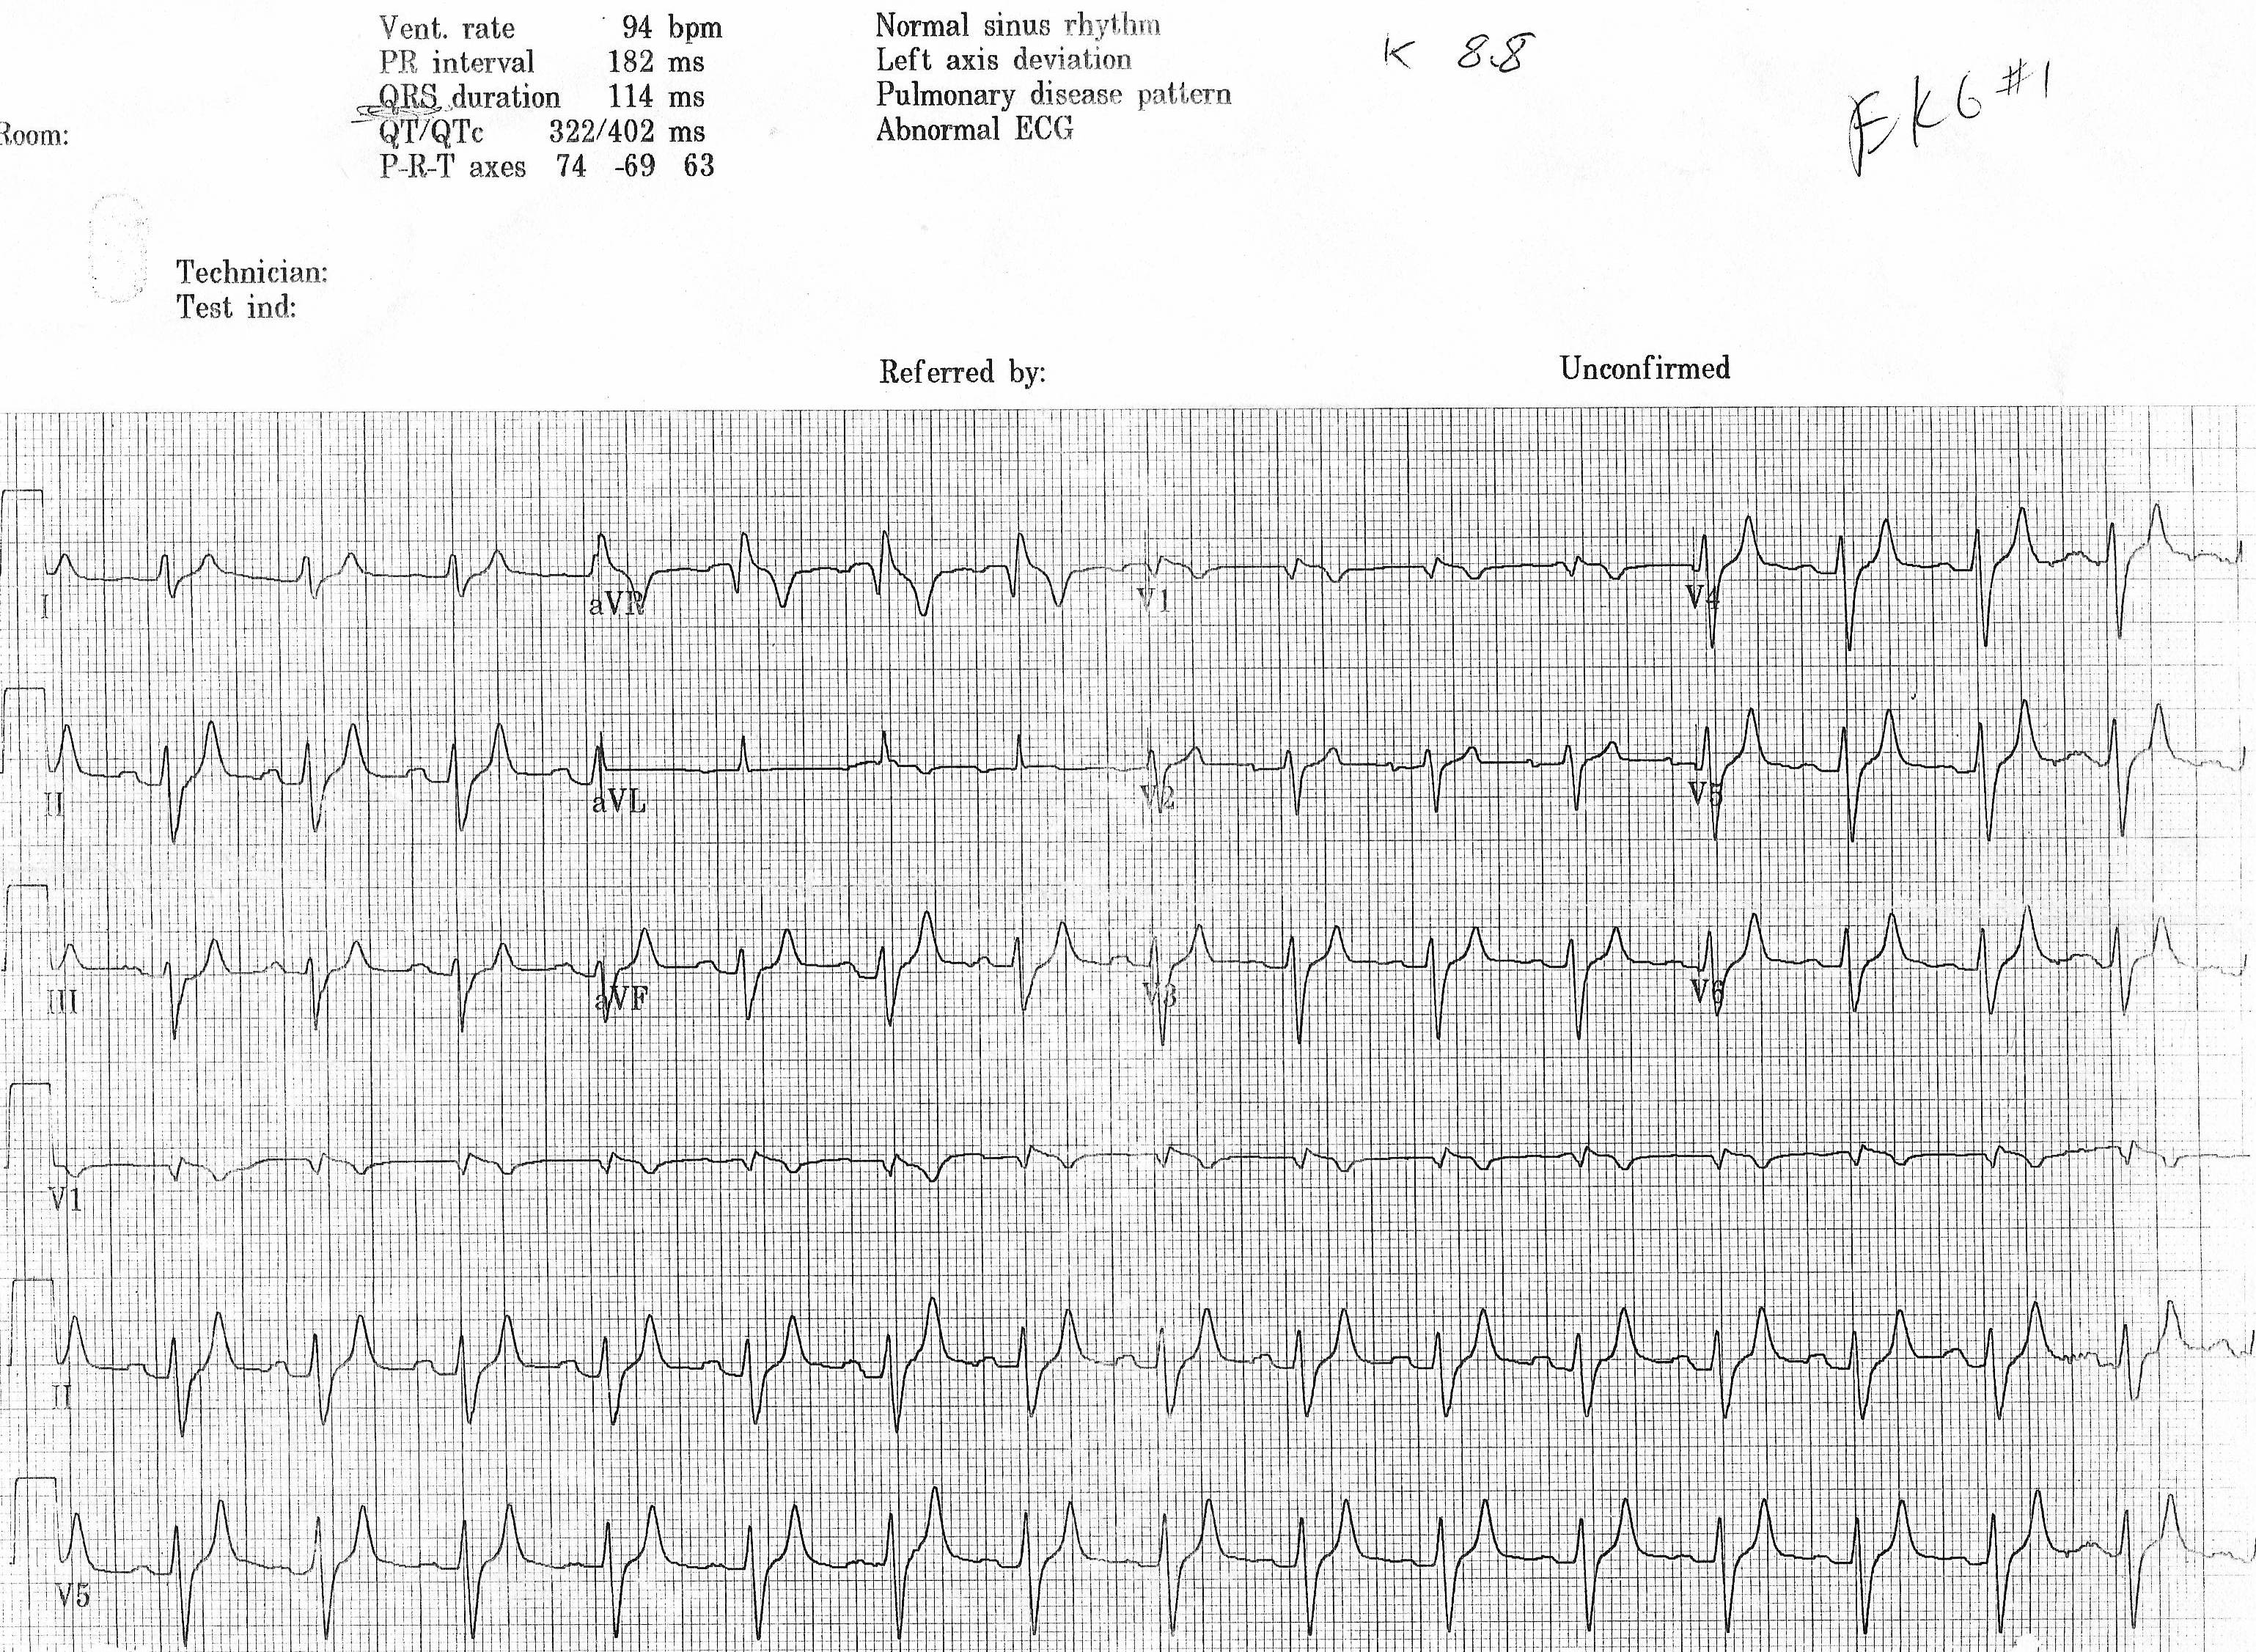 Vent. rate 94 bpm
PR interval 182 ms
QRS duration 114 ms
QT/QTc 322/402 ms
P-R-T axes 74 -69 63
Normal sinus rhythm
Left axis deviation
Pulmonary disease pattern
Abnormal ECG
K 8.8
EKG #1
Room:
Technician:
Test ind:
Referred by:
Unconfirmed
I aVR V1 V4
II aVL V2 V5
III aVF V3 V6
V1
II
V5